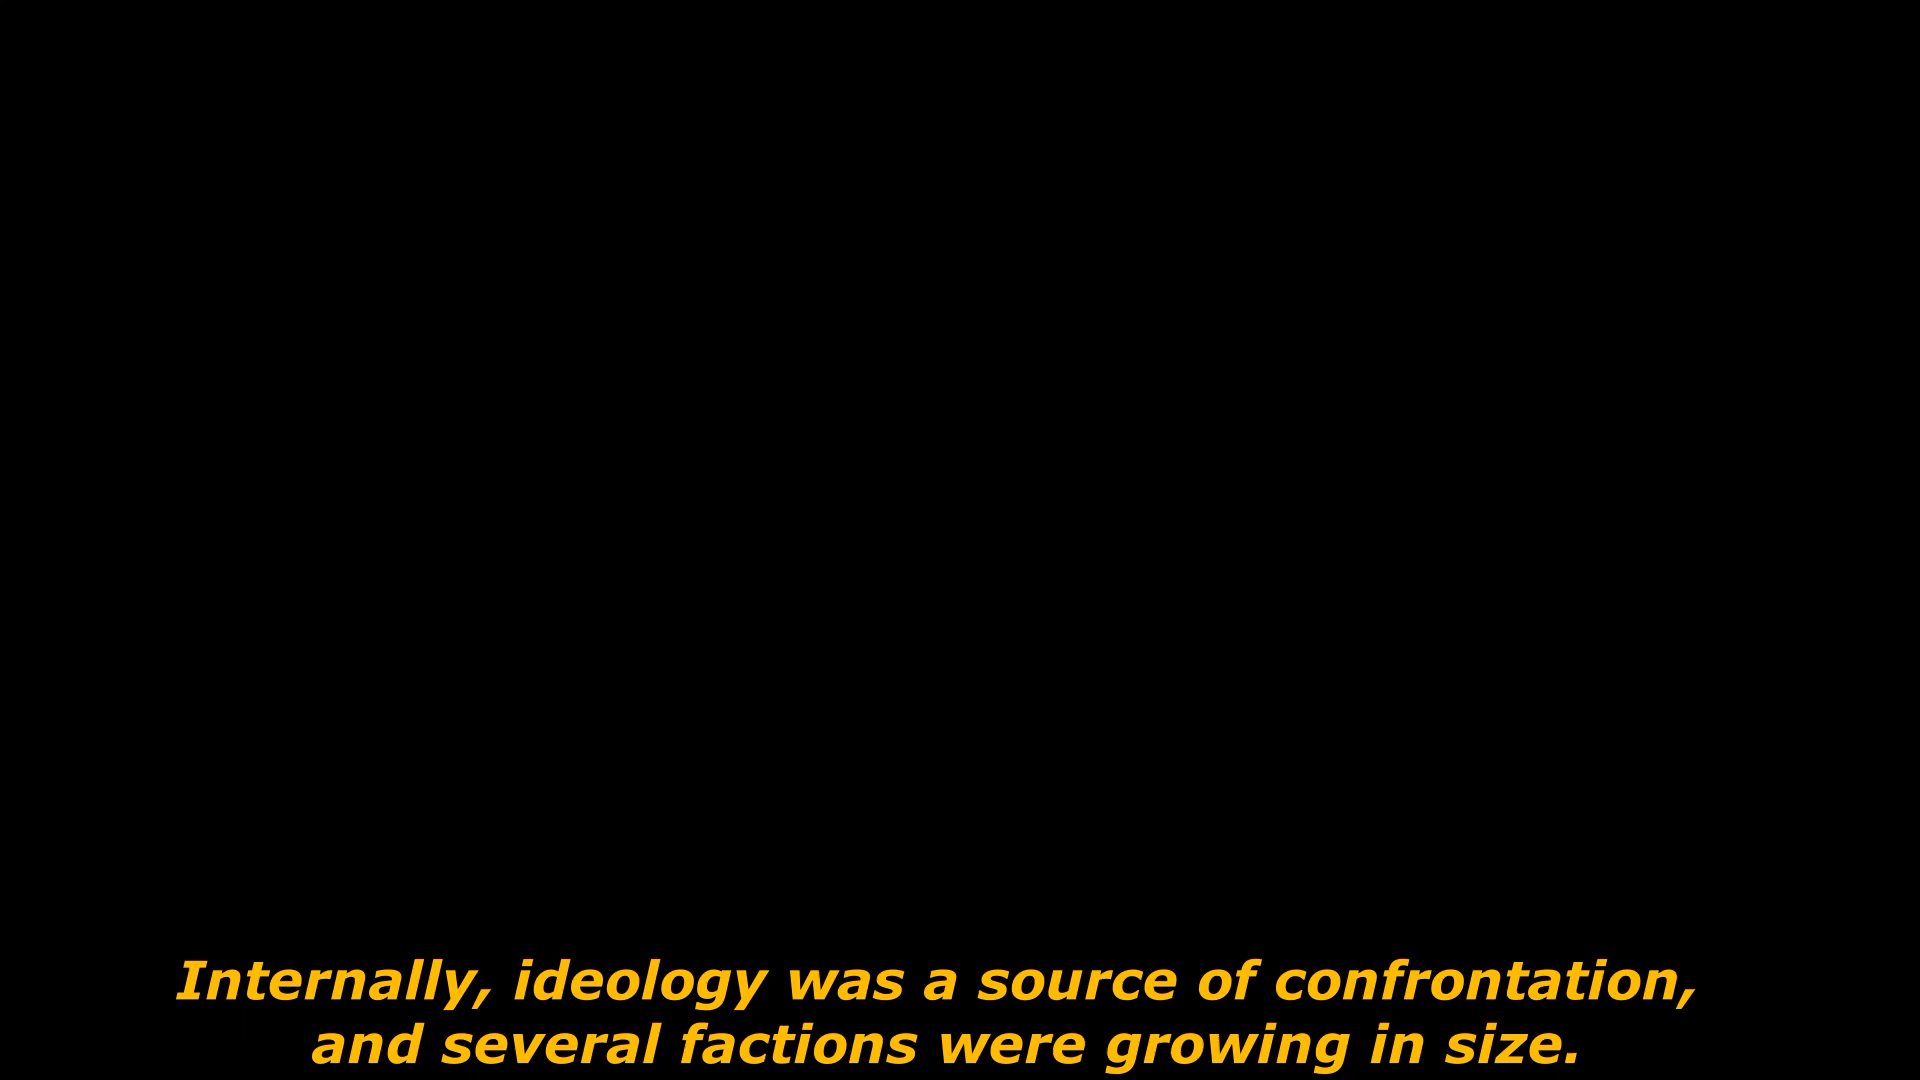 Internally, ideology was a source of confrontation,
and several factions were growing in size.